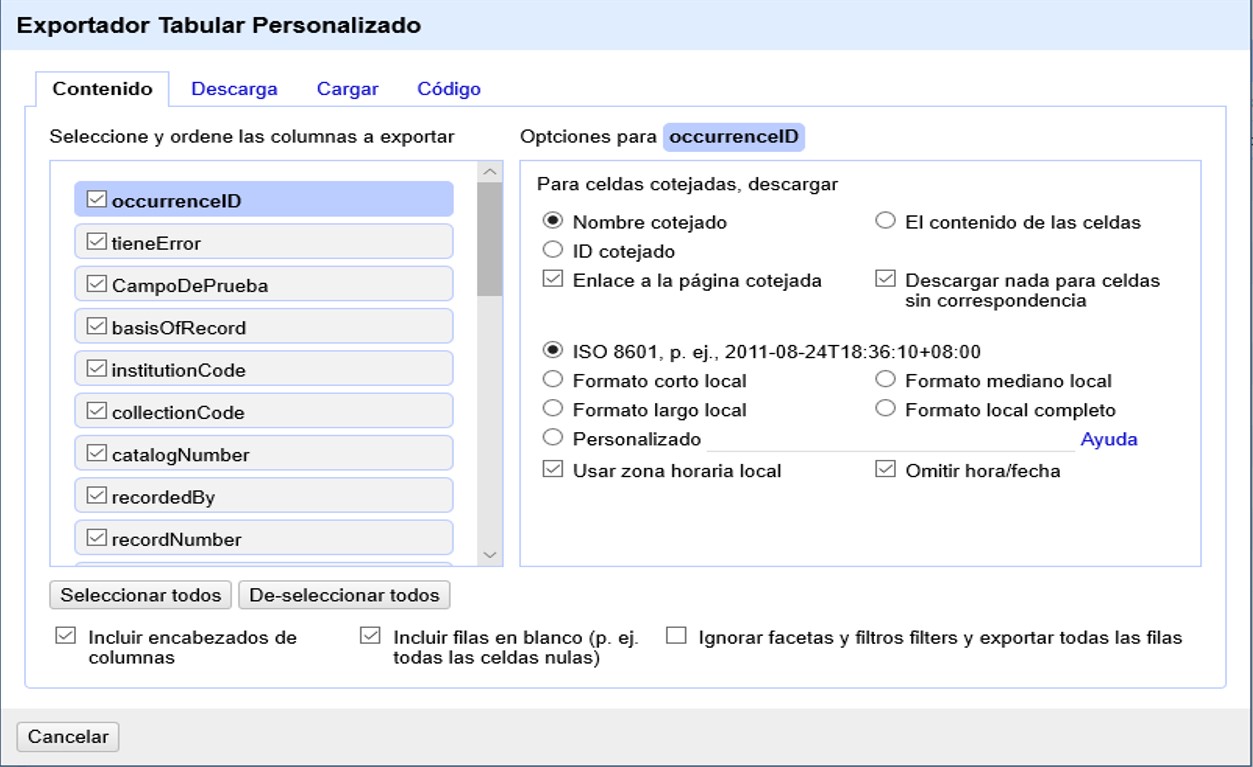 Exportador Tabular Personalizado
Contenido Descarga Cargar Código
Seleccione y ordene las columnas a exportar
occurrenceID
tieneError
CampoDePrueba
basisOfRecord
institutionCode
collectionCode
catalogNumber
recordedBy
recordNumber
Seleccionar todos De-seleccionar todos
Optciones para occurrenceID
Para celdas cotejadas, descargar
Nombre cotejado El contenido de las celdas
ID cotejado
Enlace a la página cotejada Descargar nada para celdas
sin correspondencia
ISO 8601, p. ej., 2011-08-24T18:36:10+08:00
Formato corto local Formato mediano local
Formato largo local Formato local completo
Personalizado Ayuda
Usar zona horaria local Omitir hora/fecha
Incluir encabezados de
columnas
Incluir filas en blanco (p. ej.
todas las celdas nulas)
Ignorar facetas y filtros filters y exportar todas las filas
Cancelar